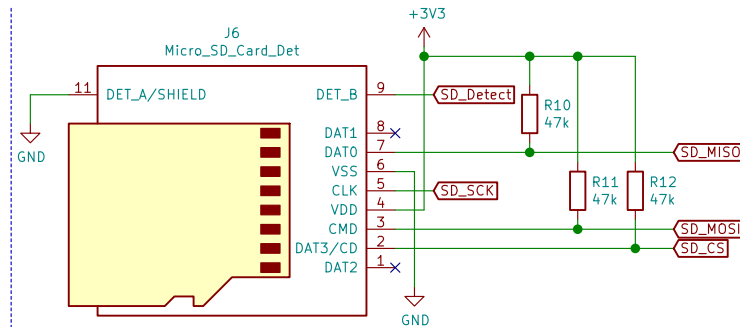 +3V3
J6
Micro_SD_Card_Det
11 DET_A/SHIELD DET_B 9 SD_Detect
R10
47k
GND
DAT1 8
DAT0 7 SD_MISO
VSS 6
CLK 5 SD_SCK
R11 R12
47k 47k
VDD 4
CMD 3 SD_MOSI
DAT3/CD 2 SD_CS
DAT2 1
GND